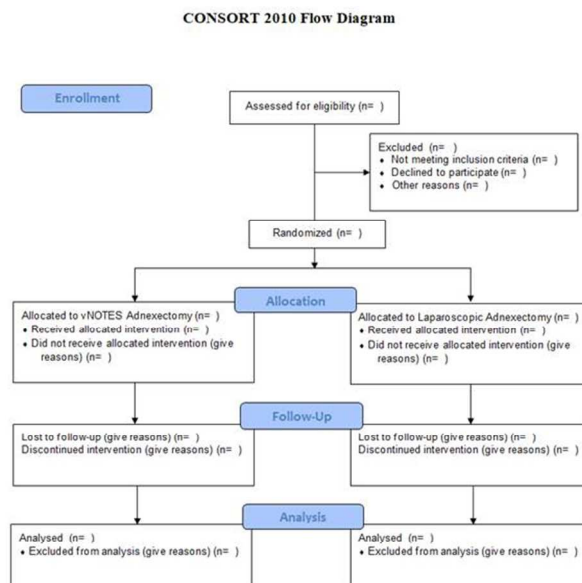 CONSORT 2010 Flow Diagram
Enrollment
Assessed for eligibility (n= )
Excluded (n= )
♦ Not meeting inclusion criteria (n= )
♦ Declined to participate (n= )
♦ Other reasons (n= )
Randomized (n= )
Allocation
Allocated to vNOTES Adnexectomy (n= )
♦ Received allocated intervention (n= )
♦ Did not receive allocated intervention (give
reasons) (n= )
Allocated to Laparoscopic Adnexectomy (n= )
♦ Received allocated intervention (n= )
♦ Did not receive allocated intervention (give
reasons) (n= )
Follow-Up
Lost to follow-up (give reasons) (n= )
Discontinued intervention (give reasons) (n= )
Lost to follow-up (give reasons) (n= )
Discontinued intervention (give reasons) (n= )
Analysis
Analysed (n= )
♦ Excluded from analysis (give reasons) (n= )
Analysed (n= )
♦ Excluded from analysis (give reasons) (n= )